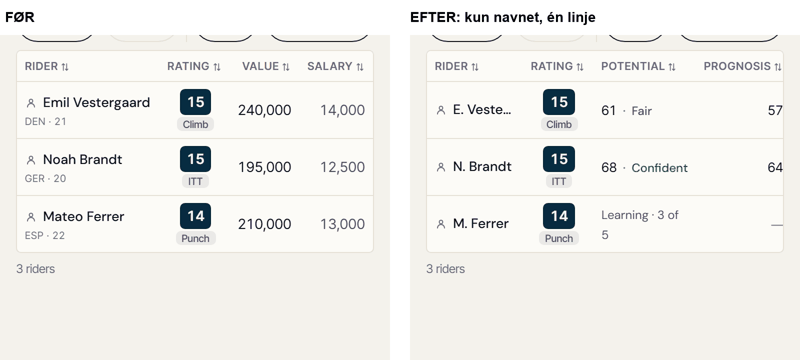 FØR
RIDER ⇅ RATING ⇅ VALUE ⇅ SALARY ⇅
Emil Vestergaard 15 240,000 14,000
DEN · 21 Climb
Noah Brandt 15 195,000 12,500
GER · 20 ITT
Mateo Ferrer 14 210,000 13,000
ESP · 22 Punch
3 riders
EFTER: kun navnet, én linje
RIDER ⇅ RATING ⇅ POTENTIAL ⇅ PROGNOSIS ⇅
E. Veste... 15 61 · Fair 57
Climb
N. Brandt 15 68 · Confident 64
ITT
M. Ferrer 14 Learning · 3 of 5 —
Punch
3 riders